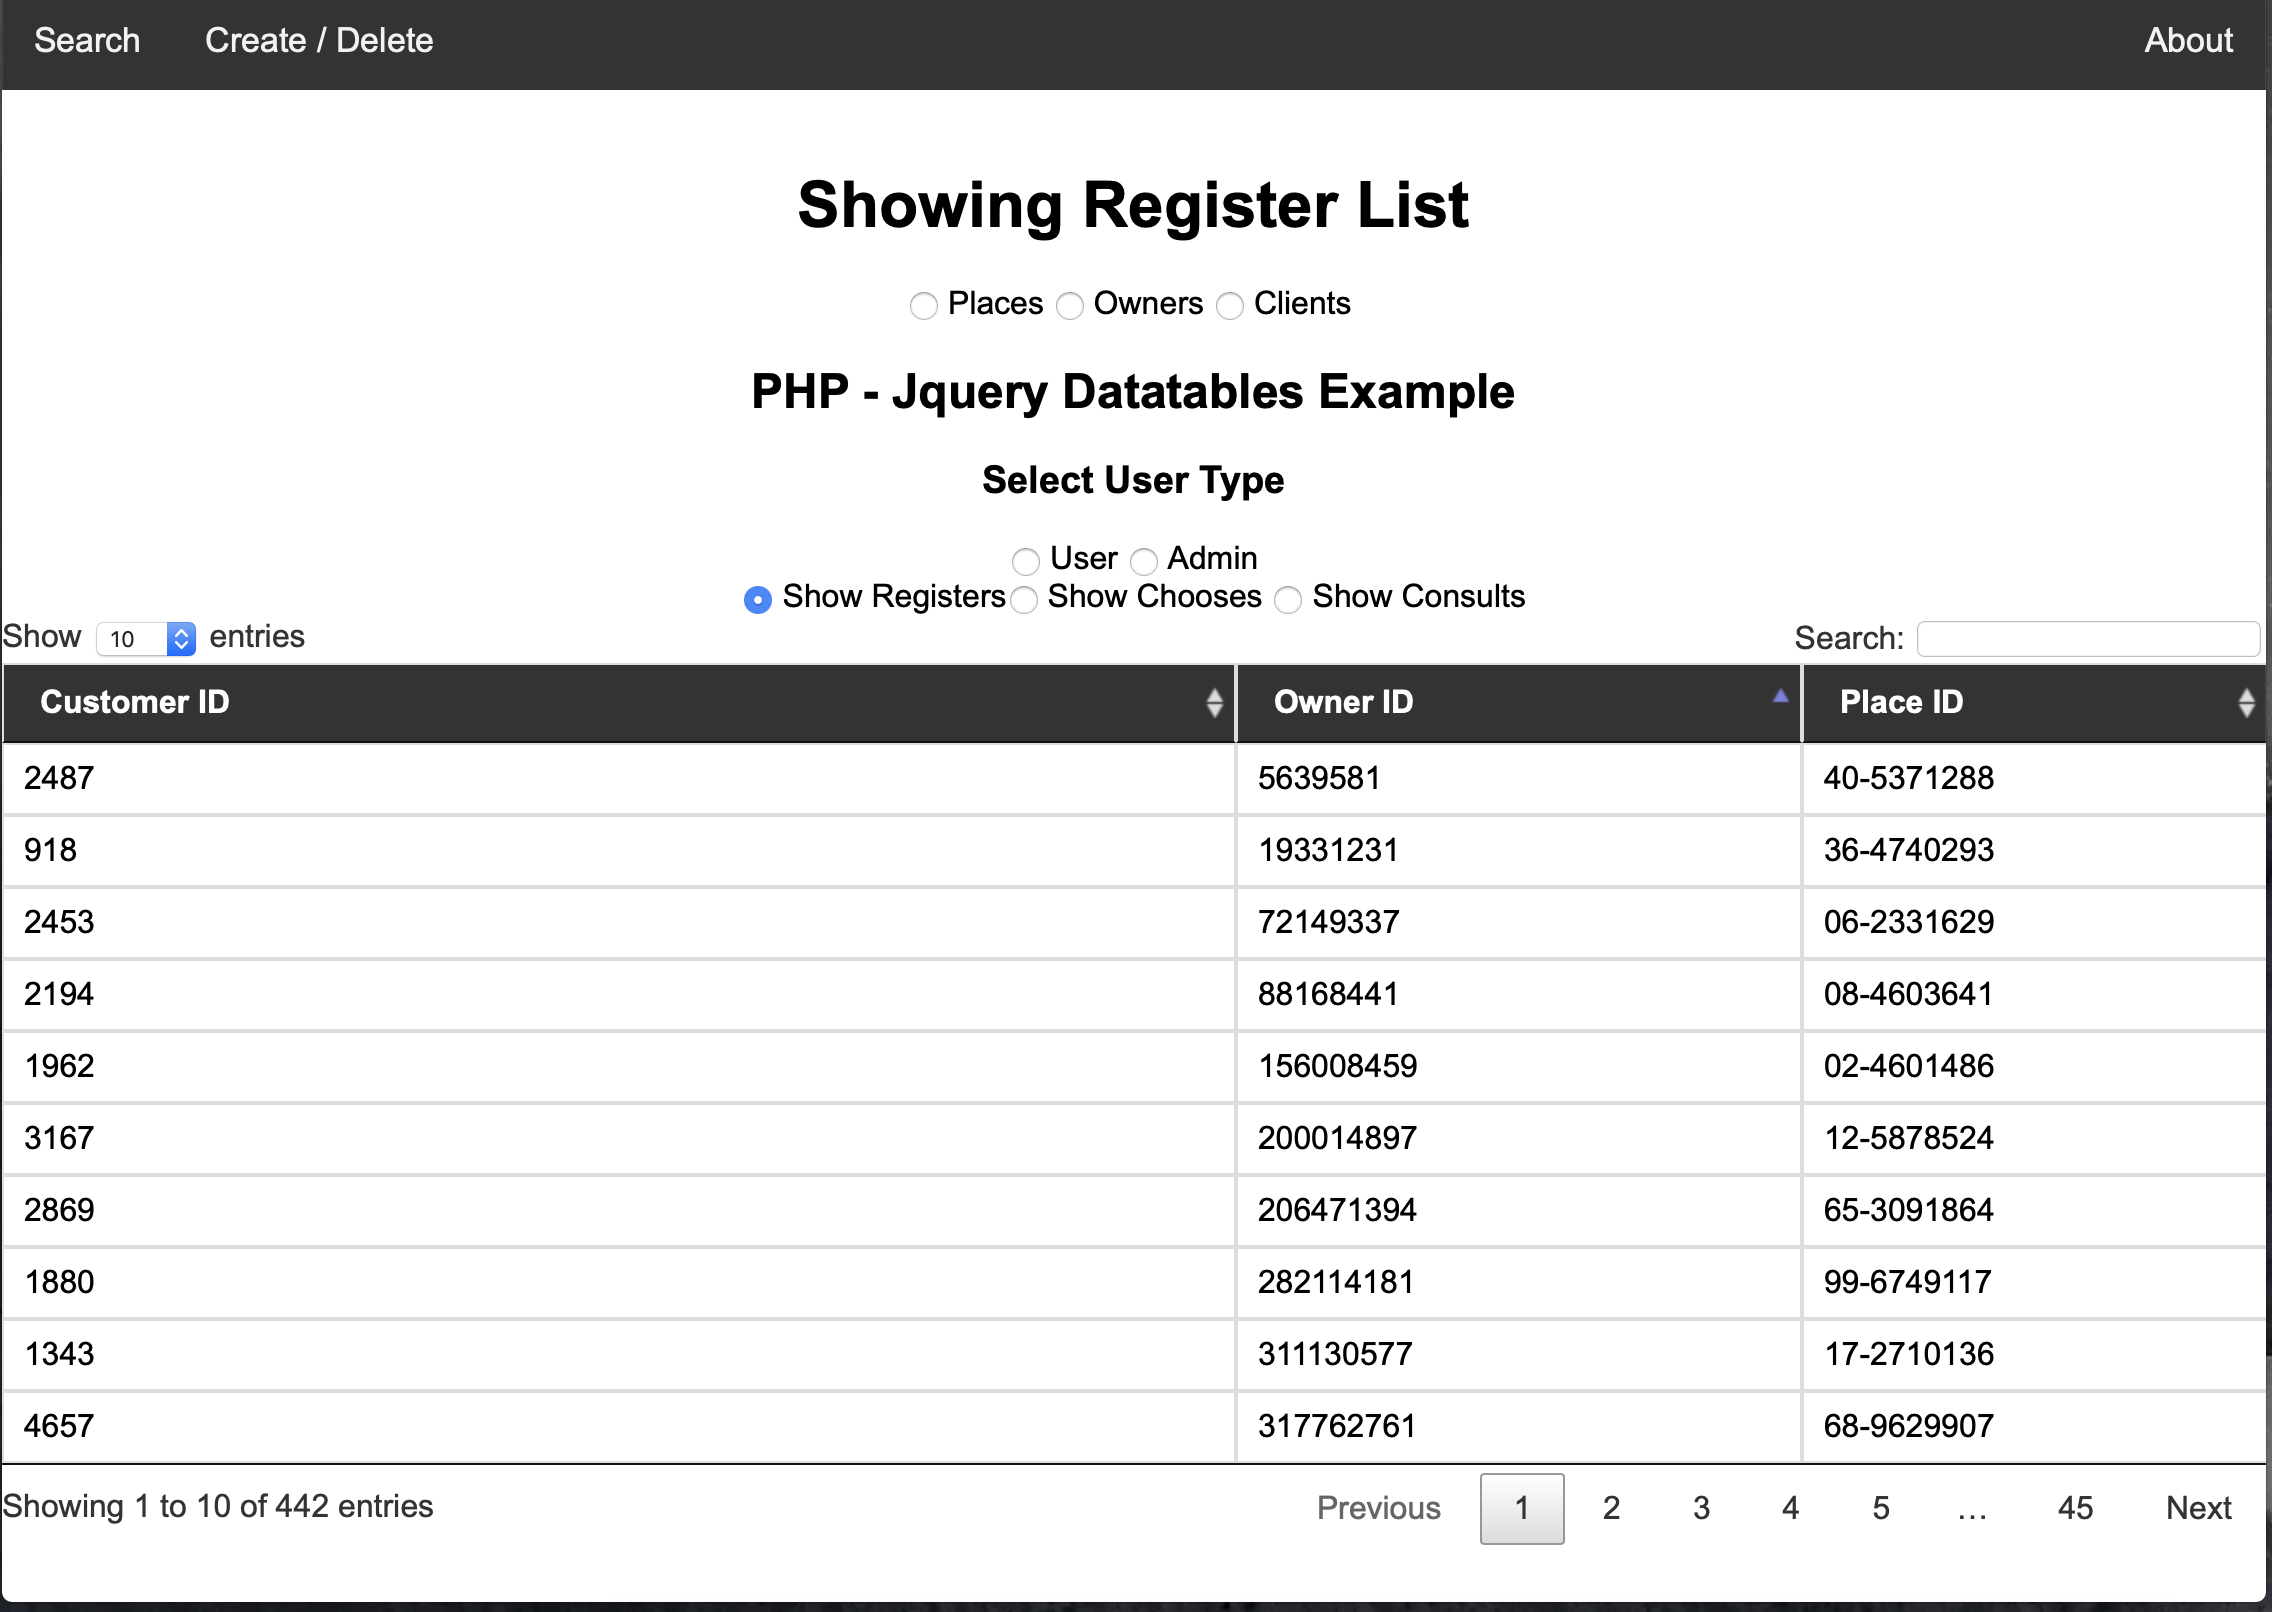 Search Create / Delete About
Showing Register List
Places Owners Clients
PHP - Jquery Datatables Example
Select User Type
User Admin
Show Registers Show Chooses Show Consults
Show 10 entries Search:
Customer ID Owner ID Place ID
2487 5639581 40-5371288
918 19331231 36-4740293
2453 72149337 06-2331629
2194 88168441 08-4603641
1962 156008459 02-4601486
3167 200014897 12-5878524
2869 206471394 65-3091864
1880 282114181 99-6749117
1343 311130577 17-2710136
4657 317762761 68-9629907
Showing 1 to 10 of 442 entries Previous 1 2 3 4 5 … 45 Next